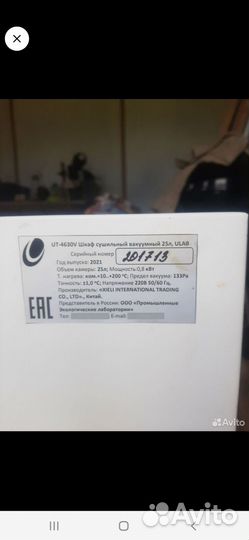 UT-4630V Шкаф сушильный вакуумный 25л, ULAB
Серийный номер 201713
Год выпуска: 2021
Объем камеры: 25л; Мощность:0,8 кВт
Т. нагрева: ком.+10..+200 °С; Предел вакуума: 133Pa
Точность: ±1,0 °С; Напряжение 220В 50/60 Гц,
Производитель: «XIELI INTERNATIONAL TRADING
CO., LTD», Китай.
Представитель в России: ООО «Промышленные
Экологические лаборатории»
Тел: E-mail:
EAC
Avito
Avito